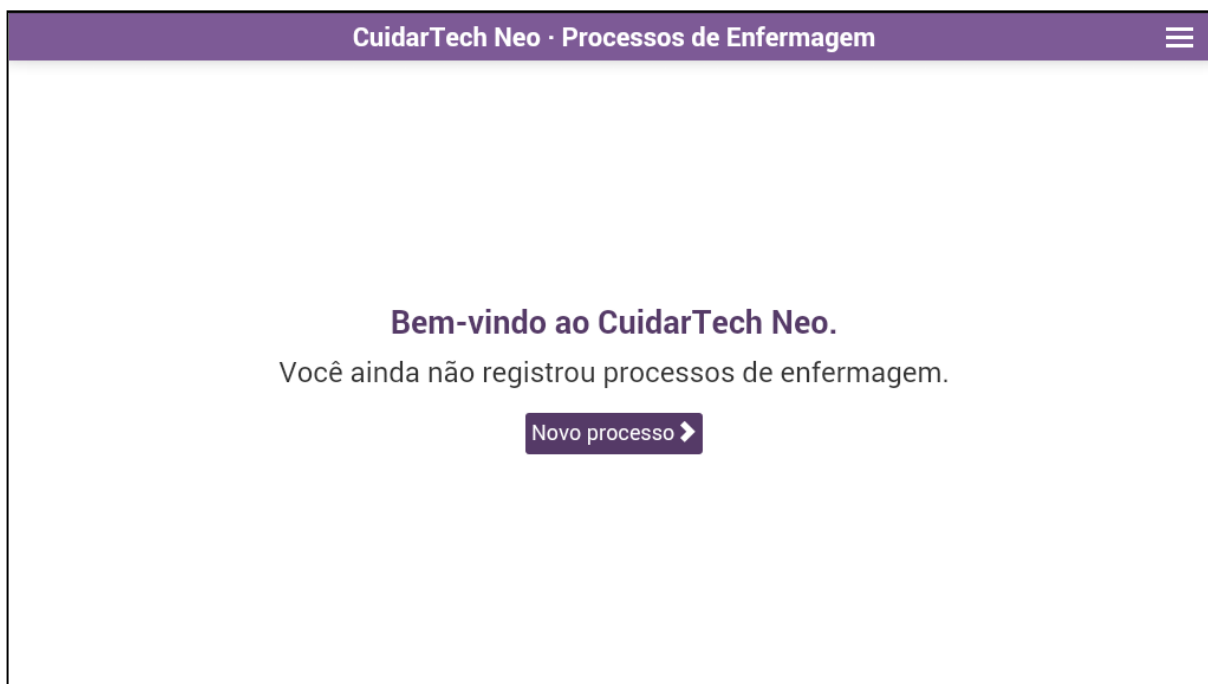 CuidarTech Neo · Processos de Enfermagem
Bem-vindo ao CuidarTech Neo.
Você ainda não registrou processos de enfermagem.
Novo processo